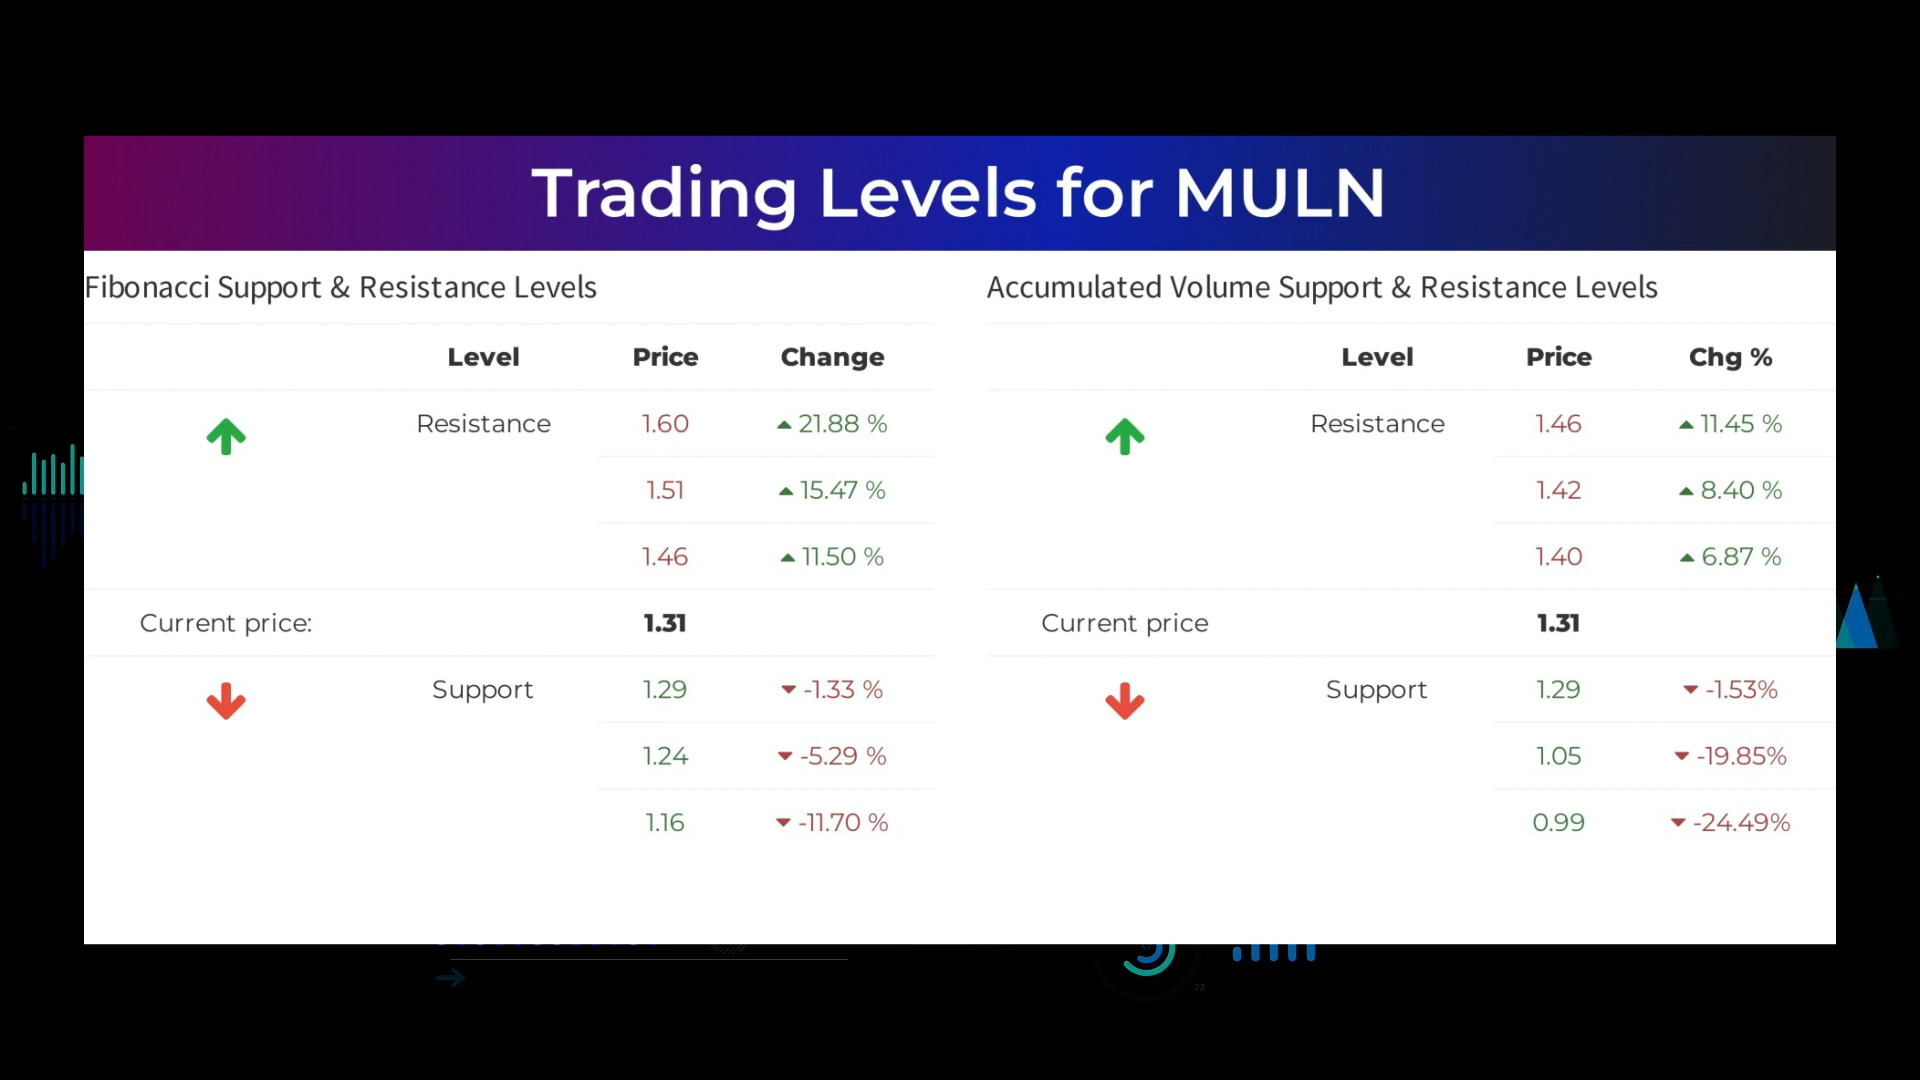 Trading Levels for MULN
Fibonacci Support & Resistance Levels
Level Price Change
Resistance 1.60 21.88 %
1.51 15.47 %
1.46 11.50 %
Current price: 1.31
Support 1.29 -1.33 %
1.24 -5.29 %
1.16 -11.70 %
Accumulated Volume Support & Resistance Levels
Level Price Chg %
Resistance 1.46 11.45 %
1.42 8.40 %
1.40 6.87 %
Current price 1.31
Support 1.29 -1.53%
1.05 -19.85%
0.99 -24.49%
72